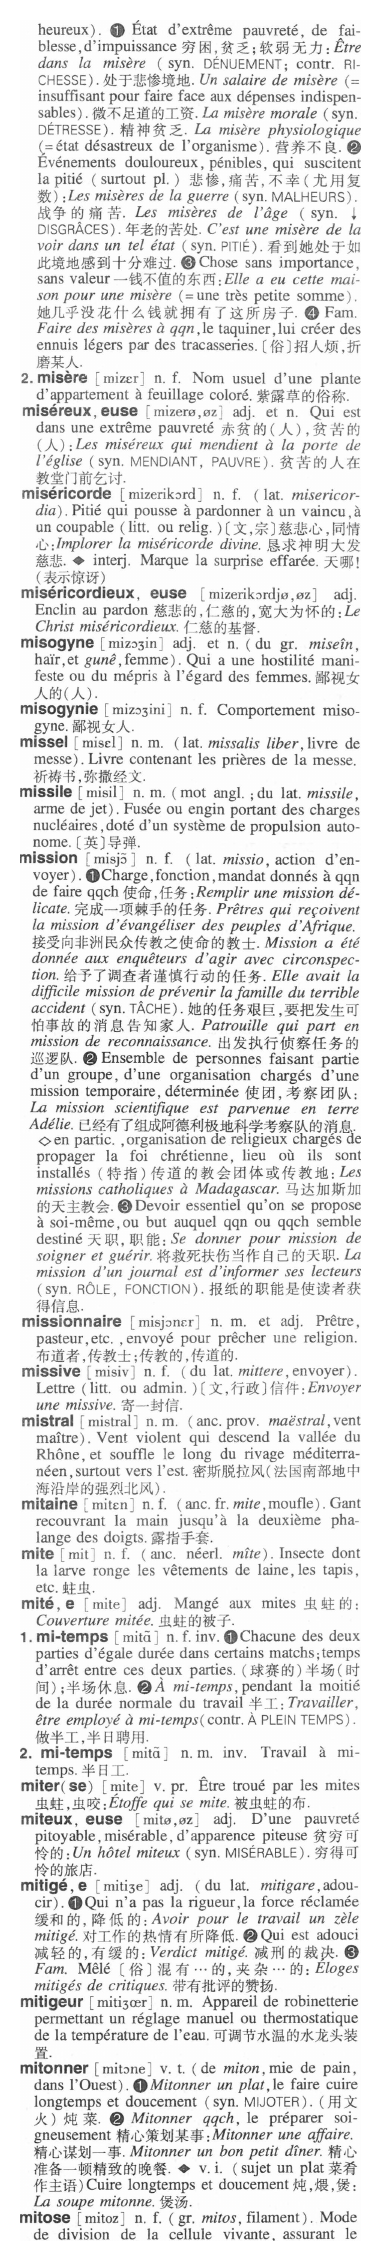 heureux). ❶ État d'extrême pauvreté, de fai-
blesse,d'impuissance 穷困,贫乏;软弱无力:Être
dans la misère ( syn. DÉNUEMENT; contr. RI-
CHESSE). 处于悲惨境地. Un salaire de misère (=
insuffisant pour faire face aux dépenses indispen-
sables). 微不足道的工资. La misère morale (syn.
DÉTRESSE). 精神贫乏. La misère physiologique
(=état désastreux de l'organisme). 营养不良. ❷
Événements douloureux, pénibles, qui suscitent
la pitié ( surtout pl. ) 悲惨,痛苦,不幸(尤用复
数):Les misères de la guerre (syn. MALHEURS).
战争的痛苦. Les misères de l'âge ( syn. ↓
DISGRÂCES). 年老的苦处. C'est une misère de la
voir dans un tel état (syn. PITIÉ). 看到她处于如
此境地感到十分难过. ❸ Chose sans importance,
sans valeur 一钱不值的东西:Elle a eu cette mai-
son pour une misère (=une très petite somme).
她几乎没花什么钱就拥有了这所房子. ❹ Fam.
Faire des misères à qqn,le taquiner,lui créer des
ennuis légers par des tracasseries.〔俗〕招人烦,折
磨某人.
2. misère [mizɛr] n. f. Nom usuel d'une plante
d'appartement à feuillage coloré. 紫露草的俗称.
miséreux, euse [mizerø,øz] adj. et n. Qui est
dans une extrême pauvreté 赤贫的(人),贫苦的
(人):Les miséreux qui mendient à la porte de
l'église (syn. MENDIANT, PAUVRE). 贫苦的人在
教堂门前乞讨.
miséricorde [mizerikɔrd] n. f. (lat. misericor-
dia). Pitié qui pousse à pardonner à un vaincu,à
un coupable (litt. ou relig. )〔文,宗〕慈悲心,同情
心:Implorer la miséricorde divine. 恳求神明大发
慈悲. ◆ interj. Marque la surprise effarée. 天哪!
(表示惊讶)
miséricordieux, euse [mizerikɔrdjø,øz] adj.
Enclin au pardon 慈悲的,仁慈的,宽大为怀的:Le
Christ miséricordieux. 仁慈的基督.
misogyne [mizɔʒin] adj. et n. (du gr. miseîn,
haïr,et gunê,femme). Qui a une hostilité mani-
feste ou du mépris à l'égard des femmes. 鄙视女
人的(人).
misogynie [mizɔʒini] n. f. Comportement miso-
gyne. 鄙视女人.
missel [misɛl] n. m. (lat. missalis liber,livre de
messe). Livre contenant les prières de la messe.
祈祷书,弥撒经文.
missile [misil] n. m. (mot angl. ;du lat. missile,
arme de jet). Fusée ou engin portant des charges
nucléaires,doté d'un système de propulsion auto-
nome.〔英〕导弹.
mission [misjɔ̃] n. f. (lat. missio, action d'en-
voyer). ❶Charge,fonction,mandat donnés à qqn
de faire qqch 使命,任务:Remplir une mission dé-
licate. 完成一项棘手的任务. Prêtres qui reçoivent
la mission d'évangéliser des peuples d'Afrique.
接受向非洲民众传教之使命的教士. Mission a été
donnée aux enquêteurs d'agir avec circonspec-
tion. 给予了调查者谨慎行动的任务. Elle avait la
difficile mission de prévenir la famille du terrible
accident (syn. TÂCHE). 她的任务艰巨,要把发生可
怕事故的消息告知家人. Patrouille qui part en
mission de reconnaissance. 出发执行侦察任务的
巡逻队. ❷ Ensemble de personnes faisant partie
d'un groupe, d'une organisation chargés d'une
mission temporaire, déterminée 使团,考察团队:
La mission scientifique est parvenue en terre
Adélie. 已经有了组成阿德利极地科学考察队的消息.
◇en partic. ,organisation de religieux chargés de
propager la foi chrétienne, lieu où ils sont
installés (特指)传道的教会团体或传教地:Les
missions catholiques à Madagascar. 马达加斯加
的天主教会. ❸Devoir essentiel qu'on se propose
à soi-même,ou but auquel qqn ou qqch semble
destiné 天职,职能: Se donner pour mission de
soigner et guérir. 将救死扶伤当作自己的天职. La
mission d'un journal est d'informer ses lecteurs
(syn. RÔLE, FONCTION). 报纸的职能是使读者获
得信息.
missionnaire [misjɔnɛr] n. m. et adj. Prêtre,
pasteur,etc. ,envoyé pour prêcher une religion.
布道者,传教士;传教的,传道的.
missive [misiv] n. f. (du lat. mittere,envoyer).
Lettre (litt. ou admin. )〔文,行政〕信件:Envoyer
une missive. 寄一封信.
mistral [mistral] n. m. (anc. prov. maëstral,vent
maître). Vent violent qui descend la vallée du
Rhône, et souffle le long du rivage méditerra-
néen,surtout vers l'est. 密斯脱拉风(法国南部地中
海沿岸的强烈北风).
mitaine [mitɛn] n. f. (anc. fr. mite,moufle). Gant
recouvrant la main jusqu'à la deuxième pha-
lange des doigts. 露指手套.
mite [mit] n. f. (anc. néerl. mîte). Insecte dont
la larve ronge les vêtements de laine,les tapis,
etc. 蛀虫.
mité, e [mite] adj. Mangé aux mites 虫蛀的:
Couverture mitée. 虫蛀的被子.
1. mi-temps [mitɑ̃] n. f. inv. ❶Chacune des deux
parties d'égale durée dans certains matchs;temps
d'arrêt entre ces deux parties. (球赛的)半场(时
间);半场休息. ❷ À mi-temps,pendant la moitié
de la durée normale du travail 半工:Travailler,
être employé à mi-temps(contr. À PLEIN TEMPS).
做半工,半日聘用.
2. mi-temps [mitɑ̃] n. m. inv. Travail à mi-
temps. 半日工.
miter(se) [mite] v. pr. Être troué par les mites
虫蛀,虫咬:Étoffe qui se mite. 被虫蛀的布.
miteux, euse [mitø,øz] adj. D'une pauvreté
pitoyable,misérable,d'apparence piteuse 贫穷可
怜的:Un hôtel miteux (syn. MISÉRABLE). 穷得可
怜的旅店.
mitigé,e [mitiʒe] adj. (du lat. mitigare,adou-
cir). ❶Qui n'a pas la rigueur,la force réclamée
缓和的, 降低的: Avoir pour le travail un zèle
mitigé. 对工作的热情有所降低. ❷Qui est adouci
减轻的,有缓的: Verdict mitigé. 减刑的裁决. ❸
Fam. Mêlé〔俗〕混有⋯的,夹杂⋯的: Éloges
mitigés de critiques. 带有批评的赞扬.
mitigeur [mitiʒœr] n. m. Appareil de robinetterie
permettant un réglage manuel ou thermostatique
de la température de l'eau. 可调节水温的水龙头装
置.
mitonner [mitɔne] v. t. (de miton,mie de pain,
dans l'Ouest). ❶Mitonner un plat,le faire cuire
longtemps et doucement (syn. MIJOTER). (用文
火) 炖菜. ❷ Mitonner qqch, le préparer soi-
gneusement 精心策划某事:Mitonner une affaire.
精心谋划一事. Mitonner un bon petit dîner. 精心
准备一顿精致的晚餐. ◆ v. i. (sujet un plat 菜肴
作主语)Cuire longtemps et doucement 炖,煨,煲:
La soupe mitonne. 煲汤.
mitose [mitoz] n. f. (gr. mitos, filament). Mode
de division de la cellule vivante, assurant le